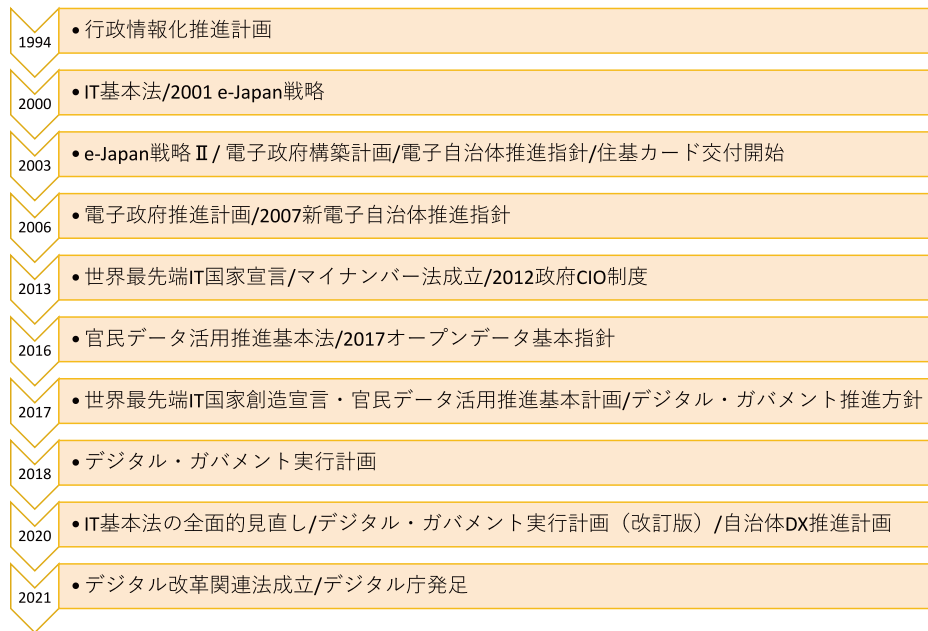 1994
• 行政情報化推進計画
2000
• IT基本法/2001 e-Japan戦略
2003
• e-Japan戦略Ⅱ/ 電子政府構築計画/電子自治体推進指針/住基カード交付開始
2006
• 電子政府推進計画/2007新電子自治体推進指針
2013
• 世界最先端IT国家宣言/マイナンバー法成立/2012政府CIO制度
2016
• 官民データ活用推進基本法/2017オープンデータ基本指針
2017
• 世界最先端IT国家創造宣言・官民データ活用推進基本計画/デジタル・ガバメント推進方針
2018
• デジタル・ガバメント実行計画
2020
• IT基本法の全面的見直し/デジタル・ガバメント実行計画（改訂版）/自治体DX推進計画
2021
• デジタル改革関連法成立/デジタル庁発足